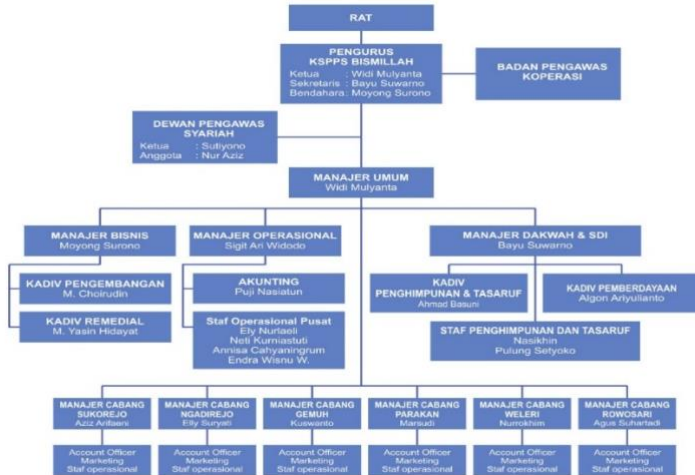 RAT
PENGURUS
KSPPS BISMILLAH
Ketua : Widi Mulyanta
Sekretaris : Bayu Suwarno
Bendahara : Moyong Surono
BADAN PENGAWAS
KOPERASI
DEWAN PENGAWAS
SYARIAH
Ketua : Sutiyono
Anggota : Nur Aziz
MANAJER UMUM
Widi Mulyanta
MANAJER BISNIS
Moyong Surono
MANAJER OPERASIONAL
Sigit Ari Widodo
MANAJER DAKWAH & SDI
Bayu Suwarno
KADIV PENGEMBANGAN
M. Choirudin
KADIV REMEDIAL
M. Yasin Hidayat
AKUNTING
Puji Nasiatun
Staf Operasional Pusat
Ely Nurlaeli
Neti Kurniastuti
Annisa Cahyaningrum
Endra Wisnu W.
KADIV
PENGHIMPUNAN & TASARUF
Ahmad Basuni
KADIV PEMBERDAYAAN
Algon Ariyulianto
STAF PENGHIMPUNAN DAN TASARUF
Nasikhin
Pulung Setyoko
MANAJER CABANG
SUKOREJO
Aziz Arifaeni
MANAJER CABANG
NGADIREJO
Elly Suryati
MANAJER CABANG
GEMUH
Kuswanto
MANAJER CABANG
PARAKAN
Marsudi
MANAJER CABANG
WELERI
Nurrokhim
MANAJER CABANG
ROWOSARI
Agus Suhartadi
Account Officer
Marketing
Staf operasional
Account Officer
Marketing
Staf operasional
Account Officer
Marketing
Staf operasional
Account Officer
Marketing
Staf operasional
Account Officer
Marketing
Staf operasional
Account Officer
Marketing
Staf operasional